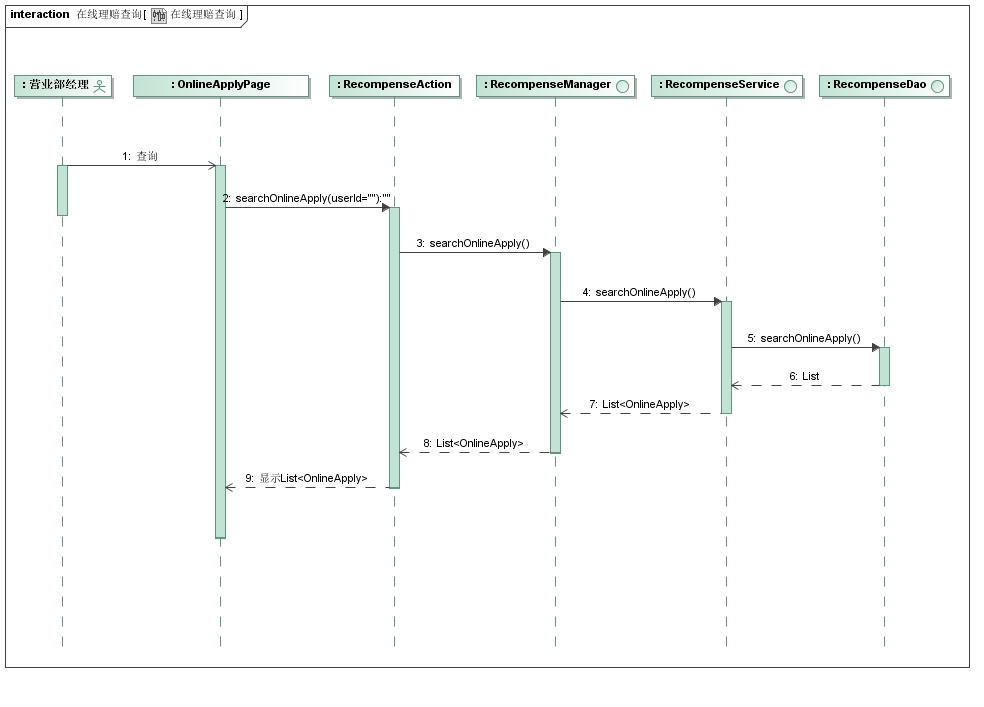 interaction 在线理赔查询[ 在线理赔查询 ]
: 营业部经理
: OnlineApplyPage
: RecompenseAction
: RecompenseManager
: RecompenseService
: RecompenseDao
1: 查询
2: searchOnlineApply(userId=""):""
3: searchOnlineApply()
4: searchOnlineApply()
5: searchOnlineApply()
6: List
7: List<OnlineApply>
8: List<OnlineApply>
9: 显示List<OnlineApply>